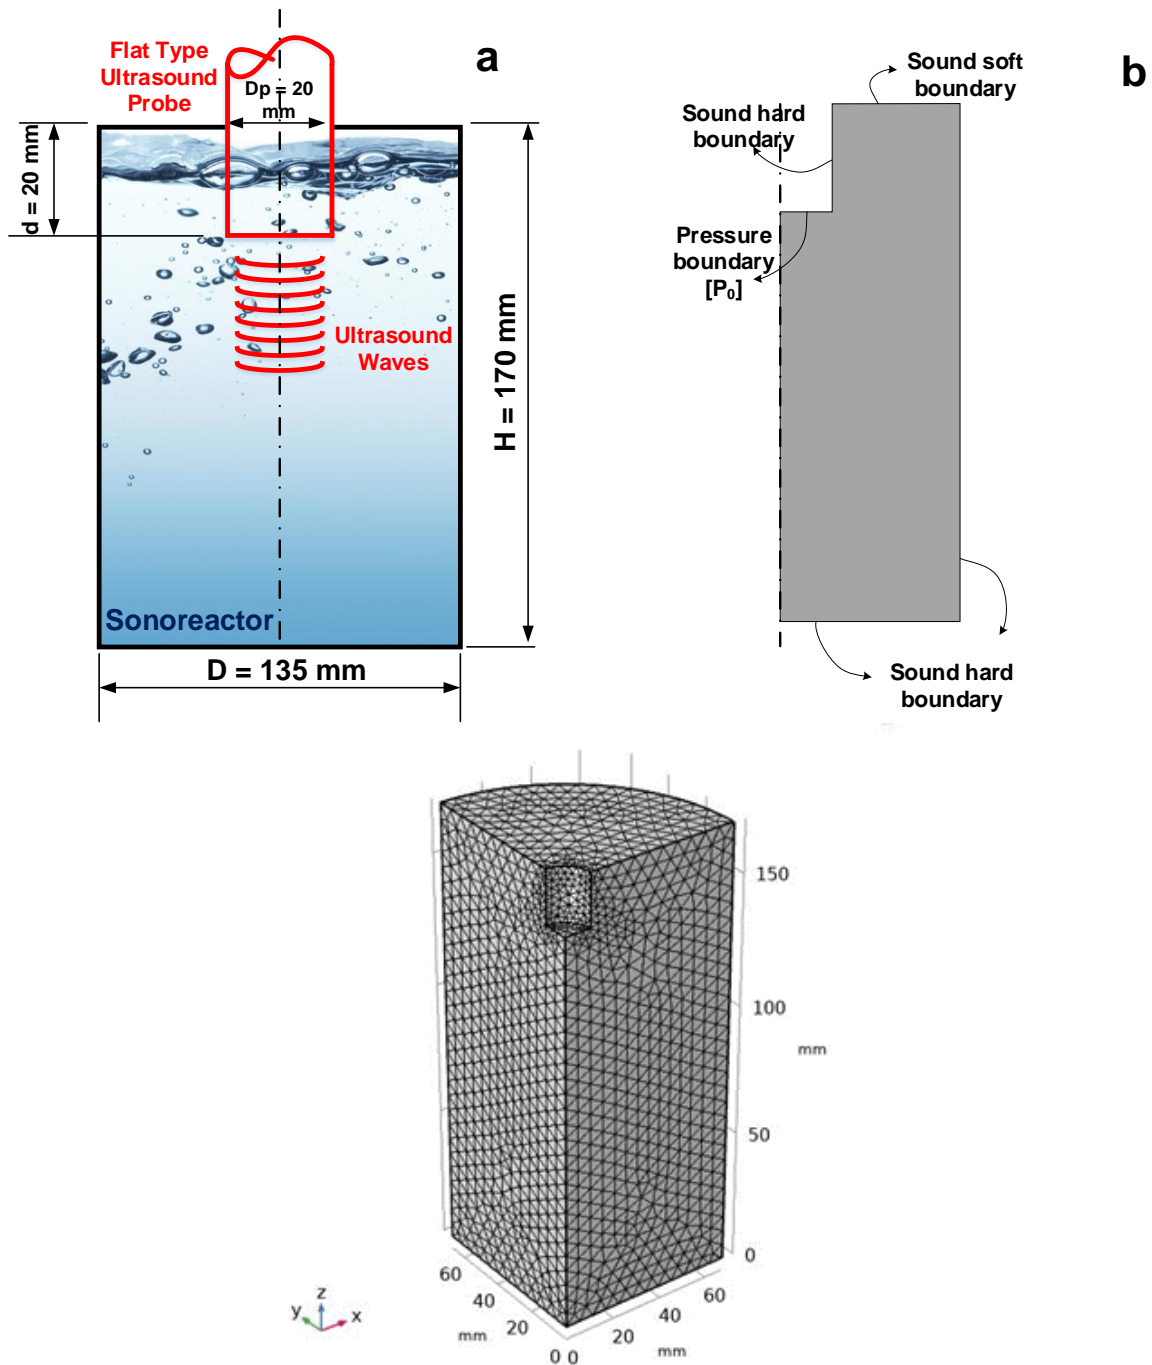 a
Flat Type
Ultrasound
Probe
Dp = 20
mm
d = 20 mm
Ultrasound
Waves
H = 170 mm
Sonoreactor
D = 135 mm
b
Sound soft
boundary
Sound hard
boundary
Pressure
boundary
[P₀]
Sound hard
boundary
150
100
mm
50
0
60
40
20
0
mm
0
20
40
60
mm
z
y
x